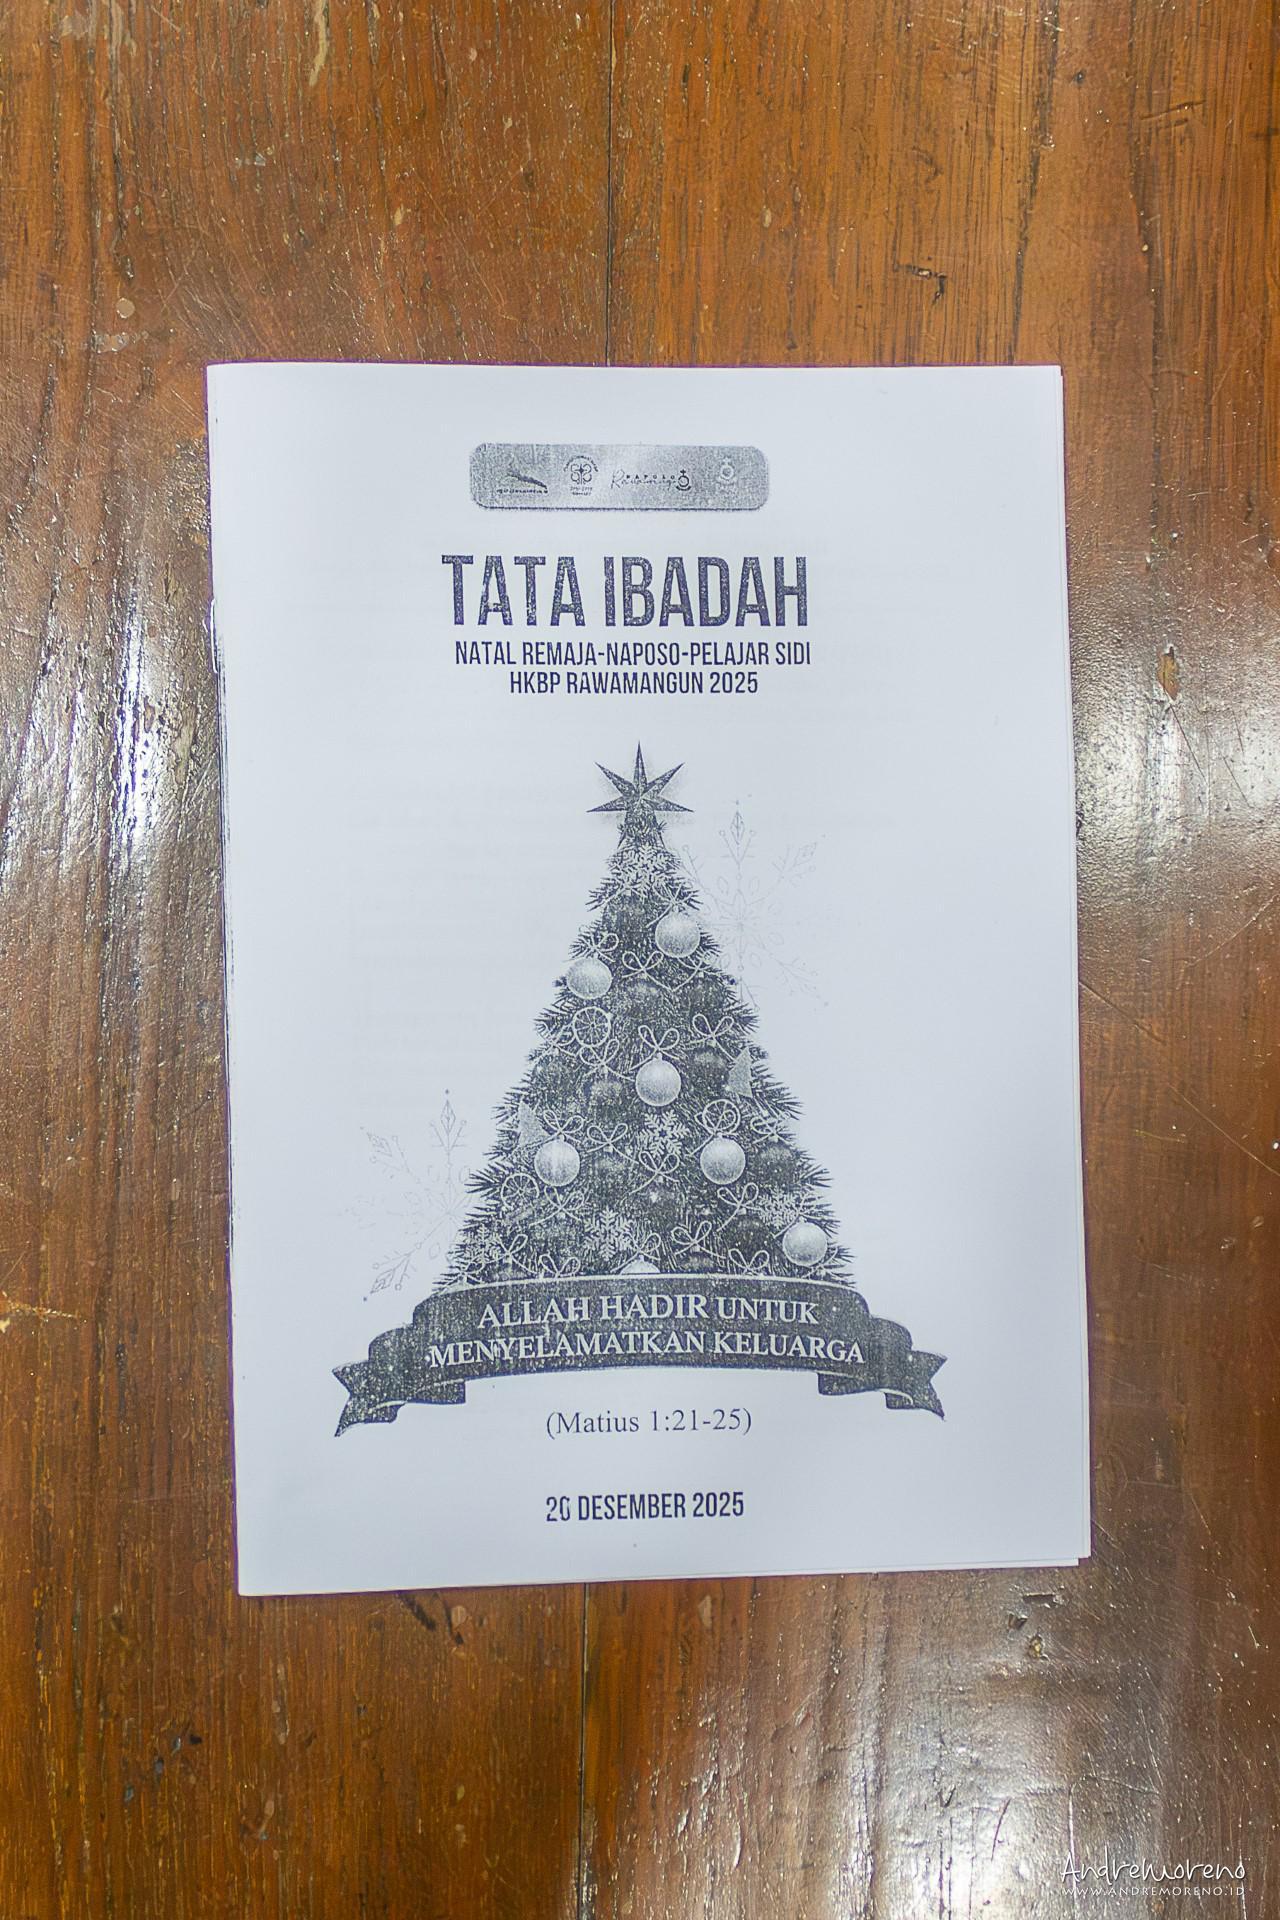 TATA IBADAH
NATAL REMAJA-NAPOSO-PELAJAR SIDI
HKBP RAWAMANGUN 2025
ALLAH HADIR UNTUK
MENYELAMATKAN KELUARGA
(Matius 1:21-25)
20 DESEMBER 2025
AndreMoreno
WWW.ANDREMORENO.ID